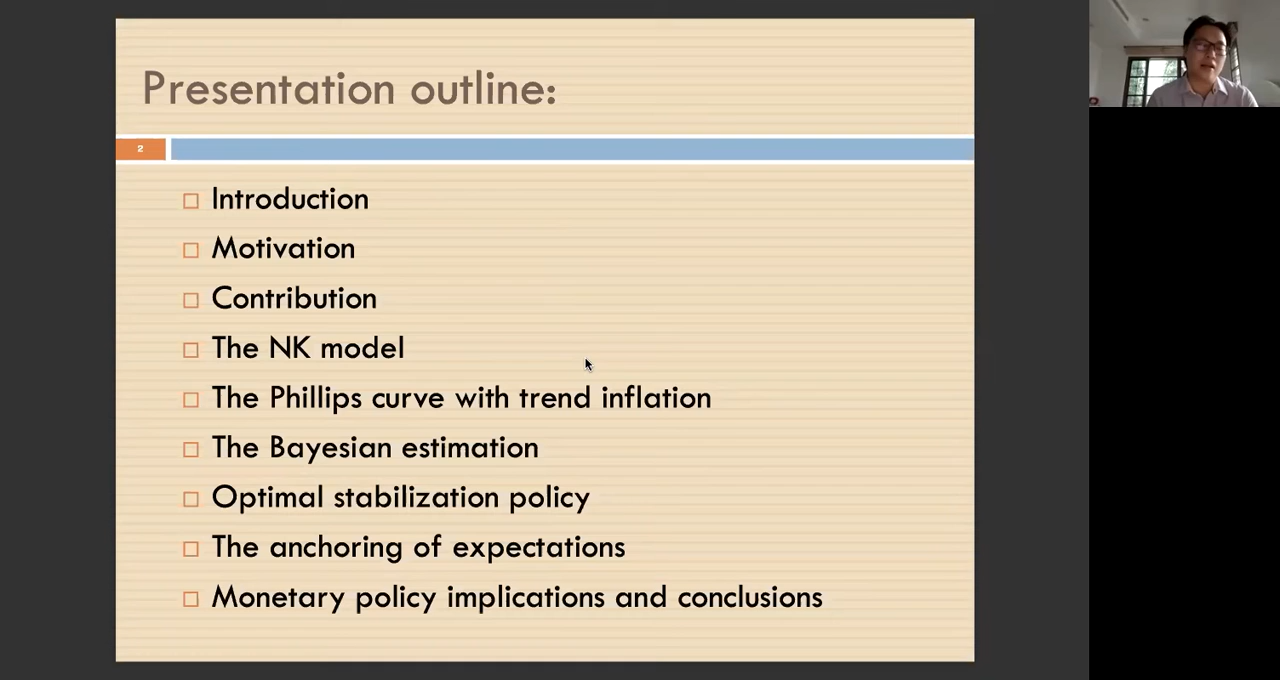 Presentation outline:
2
Introduction
Motivation
Contribution
The NK model
The Phillips curve with trend inflation
The Bayesian estimation
Optimal stabilization policy
The anchoring of expectations
Monetary policy implications and conclusions